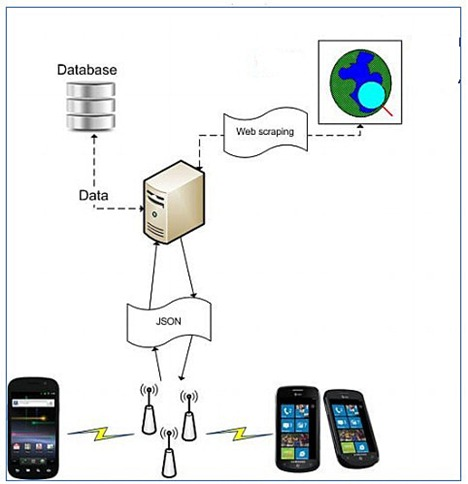 Database
Web scraping
Data
JSON